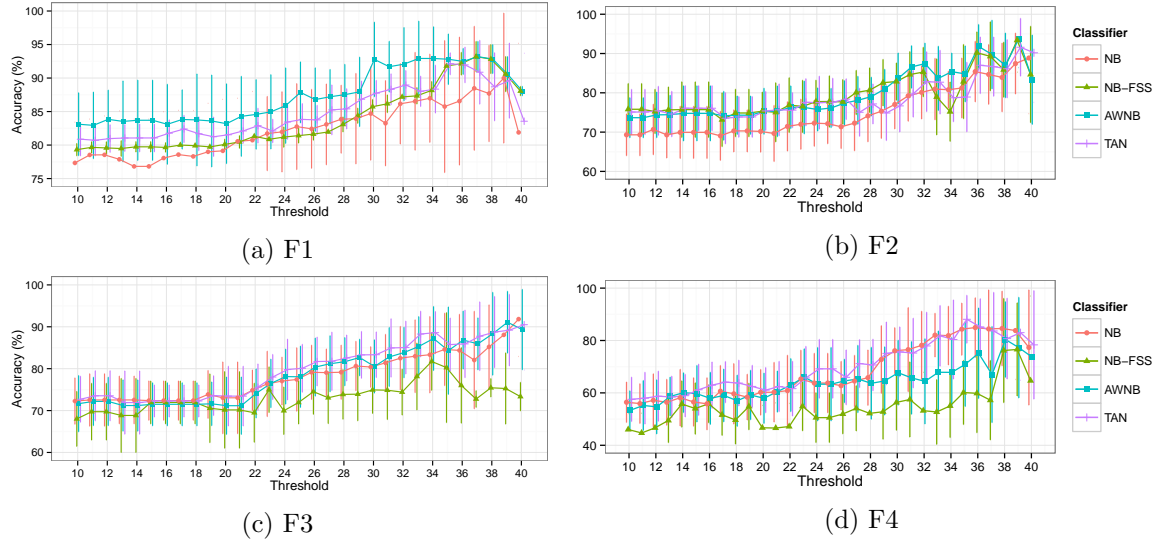 100
95
90
85
80
75
Accuracy (%)
10 12 14 16 18 20 22 24 26 28 30 32 34 36 38 40
Threshold
(a) F1
100
90
80
70
60
10 12 14 16 18 20 22 24 26 28 30 32 34 36 38 40
Threshold
(b) F2
Classifier
NB
NB-FSS
AWNB
TAN
100
90
80
70
60
Accuracy (%)
10 12 14 16 18 20 22 24 26 28 30 32 34 36 38 40
Threshold
(c) F3
100
80
60
40
10 12 14 16 18 20 22 24 26 28 30 32 34 36 38 40
Threshold
(d) F4
Classifier
NB
NB-FSS
AWNB
TAN